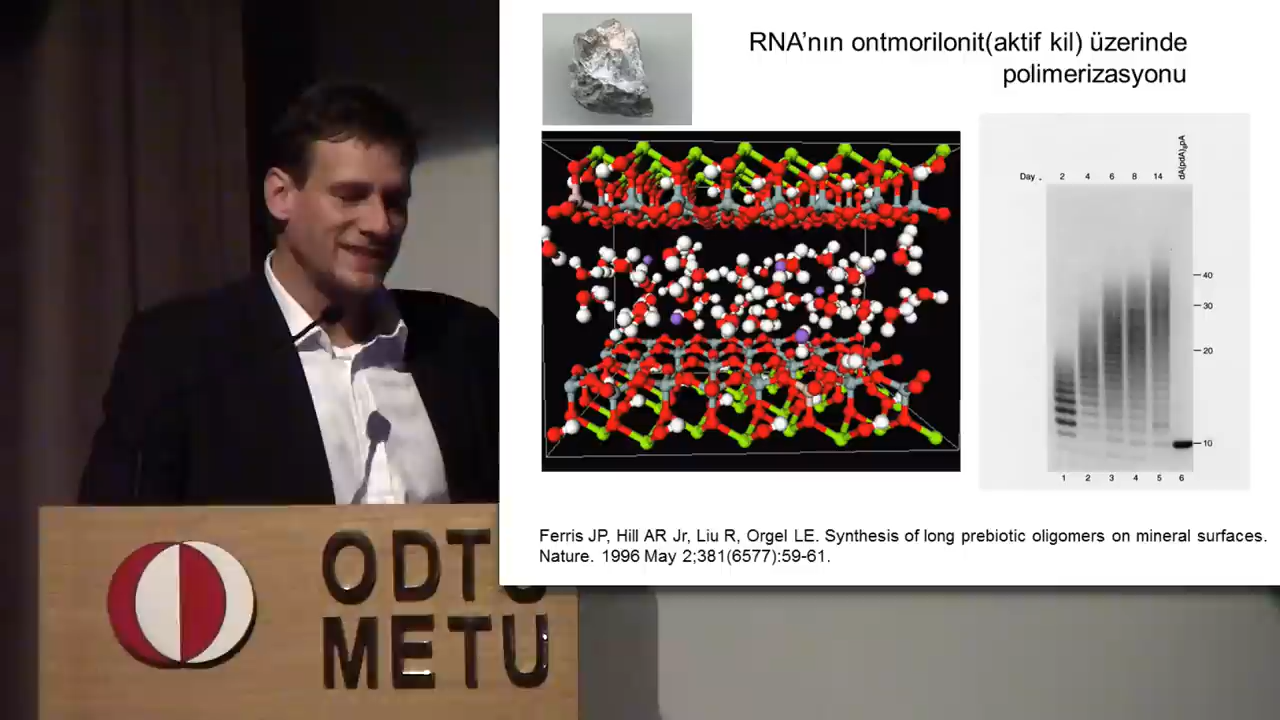 RNA'nın ontmorilonit(aktif kil) üzerinde
polimerizasyonu
Day . 2 4 6 8 14 dA(pdA)₉pA
40
30
20
10
1 2 3 4 5 6
Ferris JP, Hill AR Jr, Liu R, Orgel LE. Synthesis of long prebiotic oligomers on mineral surfaces.
Nature. 1996 May 2;381(6577):59-61.
ODTÜ
METU